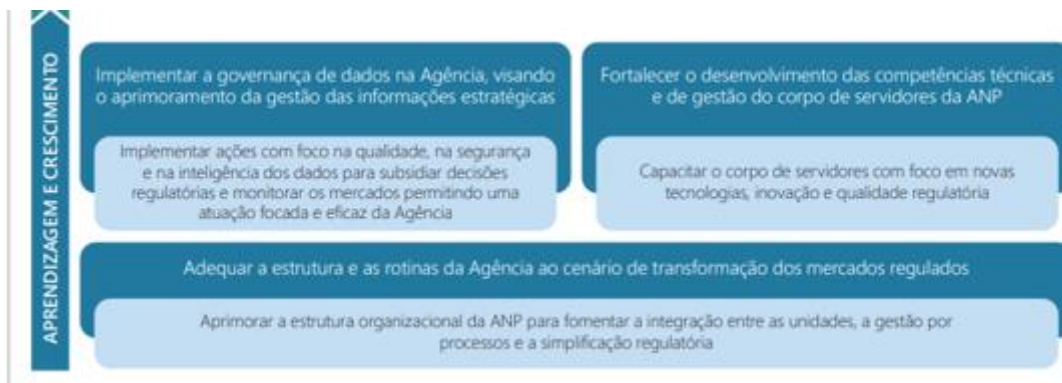 APRENDIZAGEM E CRESCIMENTO
Implementar a governança de dados na Agência, visando
o aprimoramento da gestão das informações estratégicas
Implementar ações com foco na qualidade, na segurança
e na inteligência dos dados para subsidiar decisões
regulatórias e monitorar os mercados permitindo uma
atuação focada e eficaz da Agência
Fortalecer o desenvolvimento das competências técnicas
e de gestão do corpo de servidores da ANP
Capacitar o corpo de servidores com foco em novas
tecnologias, inovação e qualidade regulatória
Adequar a estrutura e as rotinas da Agência ao cenário de transformação dos mercados regulados
Aprimorar a estrutura organizacional da ANP para fomentar a integração entre as unidades, a gestão por
processos e a simplificação regulatória